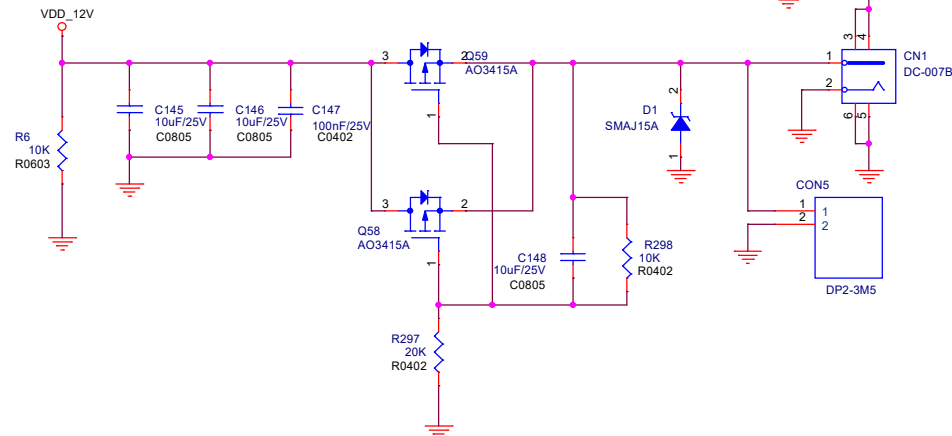 VDD_12V
3
4
3
2
Q59
AO3415A
1
CN1
DC-007B
2
C145
10uF/25V
C0805
C146
10uF/25V
C0805
C147
100nF/25V
C0402
1
2
D1
SMAJ15A
1
6
5
R6
10K
R0603
CON5
3
2
Q58
AO3415A
1
1
1
2
2
C148
10uF/25V
C0805
R298
10K
R0402
DP2-3M5
R297
20K
R0402